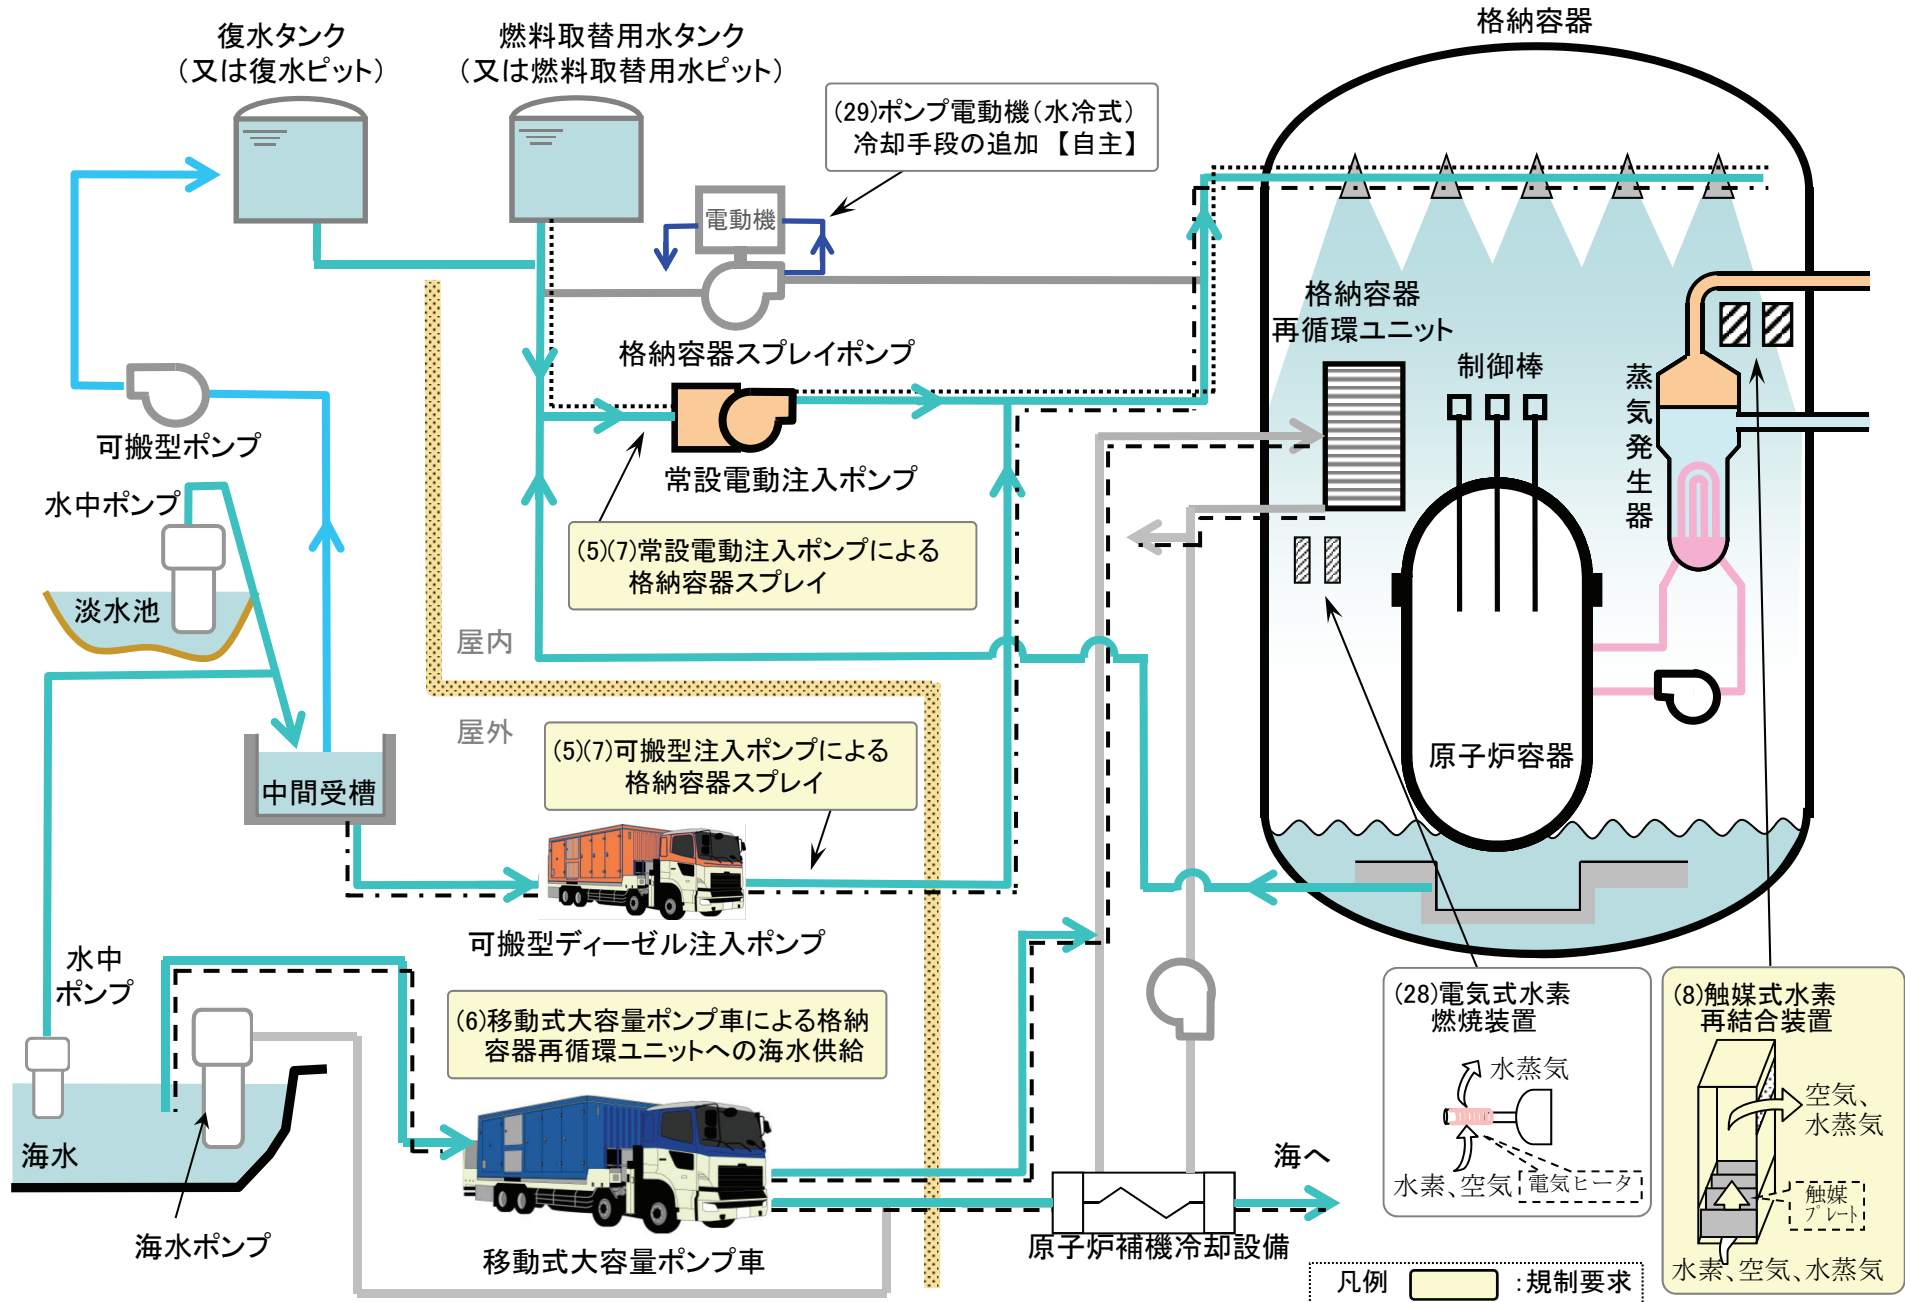 格納容器
復水タンク
（又は復水ピット）
燃料取替用水タンク
（又は燃料取替用水ピット）
(29)ポンプ電動機（水冷式）
冷却手段の追加 【自主】
電動機
格納容器
再循環ユニット
格納容器スプレイポンプ
制御棒
蒸気発生器
可搬型ポンプ
常設電動注入ポンプ
水中ポンプ
(5)(7)常設電動注入ポンプによる
格納容器スプレイ
淡水池
屋内
屋外
(5)(7)可搬型注入ポンプによる
格納容器スプレイ
原子炉容器
中間受槽
可搬型ディーゼル注入ポンプ
水中
ポンプ
(6)移動式大容量ポンプ車による格納
容器再循環ユニットへの海水供給
(28)電気式水素
燃焼装置
水蒸気
水素、空気
電気ヒータ
(8)触媒式水素
再結合装置
空気、
水蒸気
触媒
プレート
水素、空気、水蒸気
海水
海水ポンプ
移動式大容量ポンプ車
海へ
原子炉補機冷却設備
凡例 ：規制要求